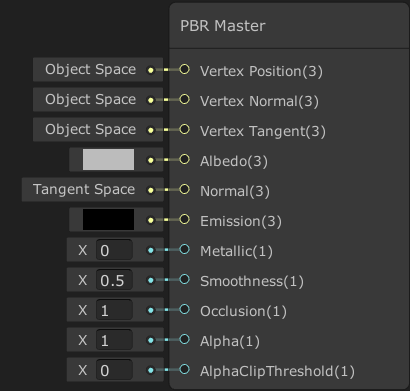 PBR Master
Object Space Vertex Position(3)
Object Space Vertex Normal(3)
Object Space Vertex Tangent(3)
Albedo(3)
Tangent Space Normal(3)
Emission(3)
X 0 Metallic(1)
X 0.5 Smoothness(1)
X 1 Occlusion(1)
X 1 Alpha(1)
X 0 AlphaClipThreshold(1)